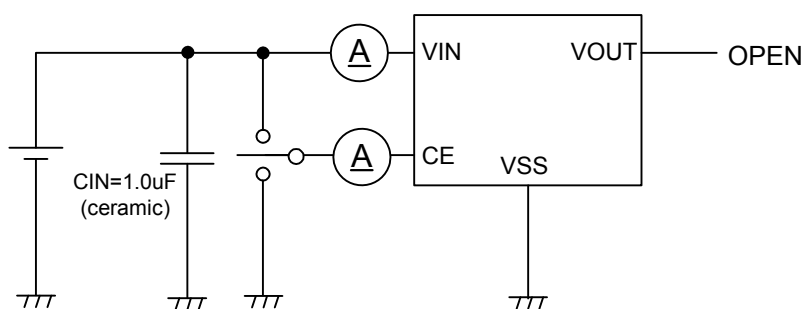 A
VIN
VOUT
OPEN
A
CE
VSS
CIN=1.0uF
(ceramic)